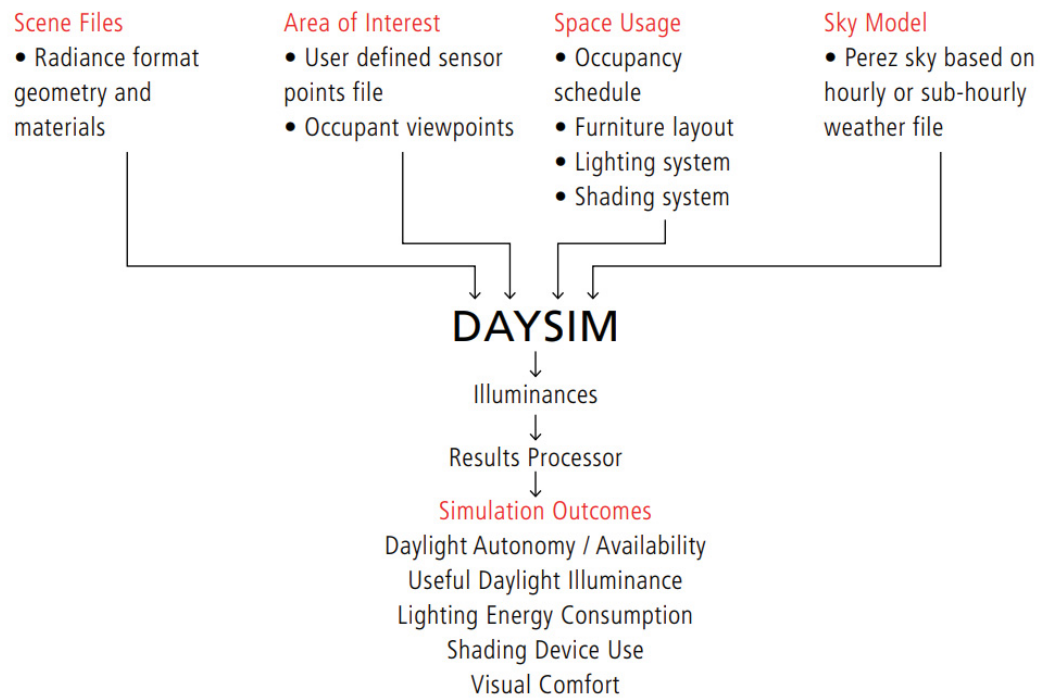 Scene Files
• Radiance format
geometry and
materials
Area of Interest
• User defined sensor
points file
• Occupant viewpoints
Space Usage
• Occupancy
schedule
• Furniture layout
• Lighting system
• Shading system
Sky Model
• Perez sky based on
hourly or sub-hourly
weather file
DAYSIM
Illuminances
Results Processor
Simulation Outcomes
Daylight Autonomy / Availability
Useful Daylight Illuminance
Lighting Energy Consumption
Shading Device Use
Visual Comfort